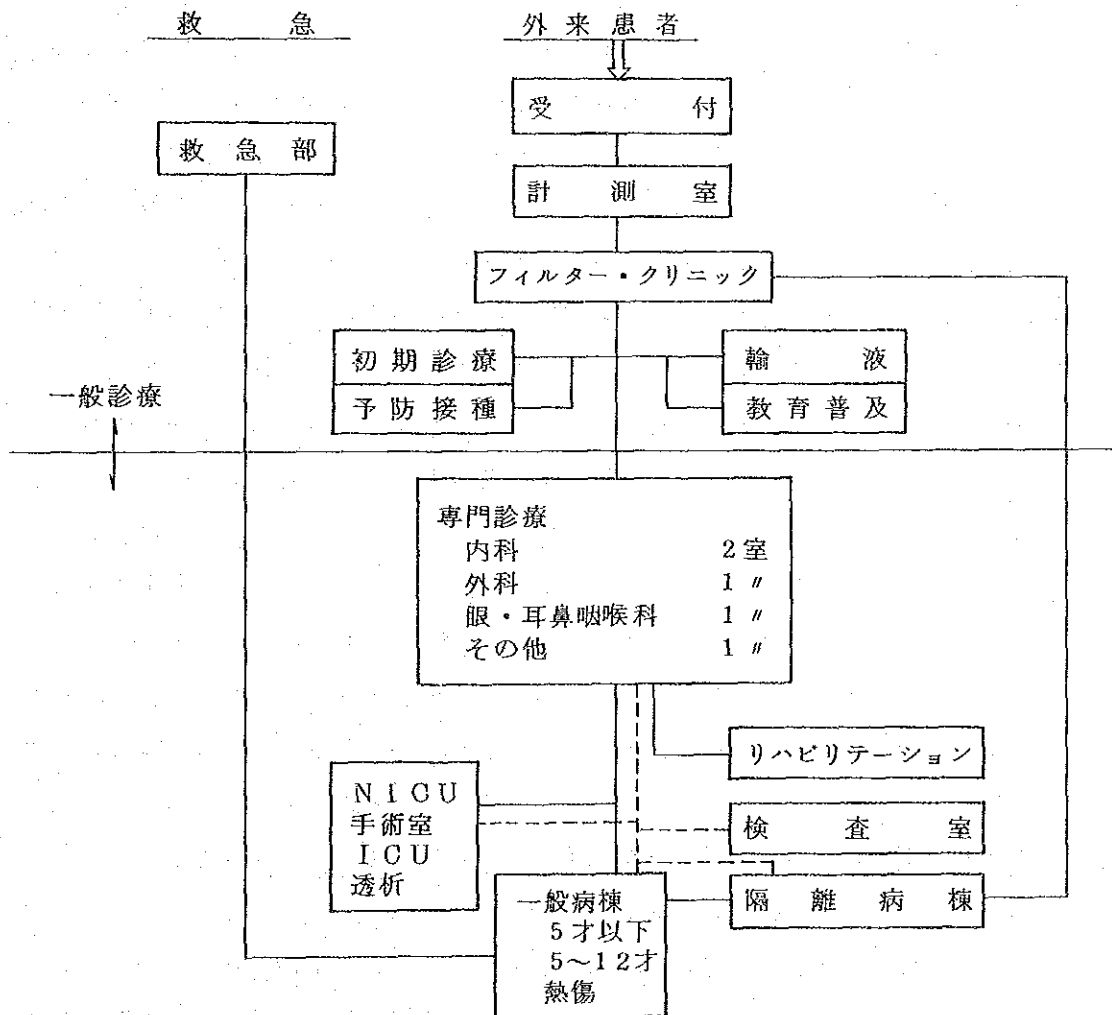 救急
外来患者
受付
救急部
計測室
フィルター・クリニック
初期診療
輸液
一般診療
予防接種
教育普及
専門診療
内科 2室
外科 1 〃
眼・耳鼻咽喉科 1 〃
その他 1 〃
リハビリテーション
NICU
手術室
ICU
透析
検査室
隔離病棟
一般病棟
5才以下
5～12才
熱傷